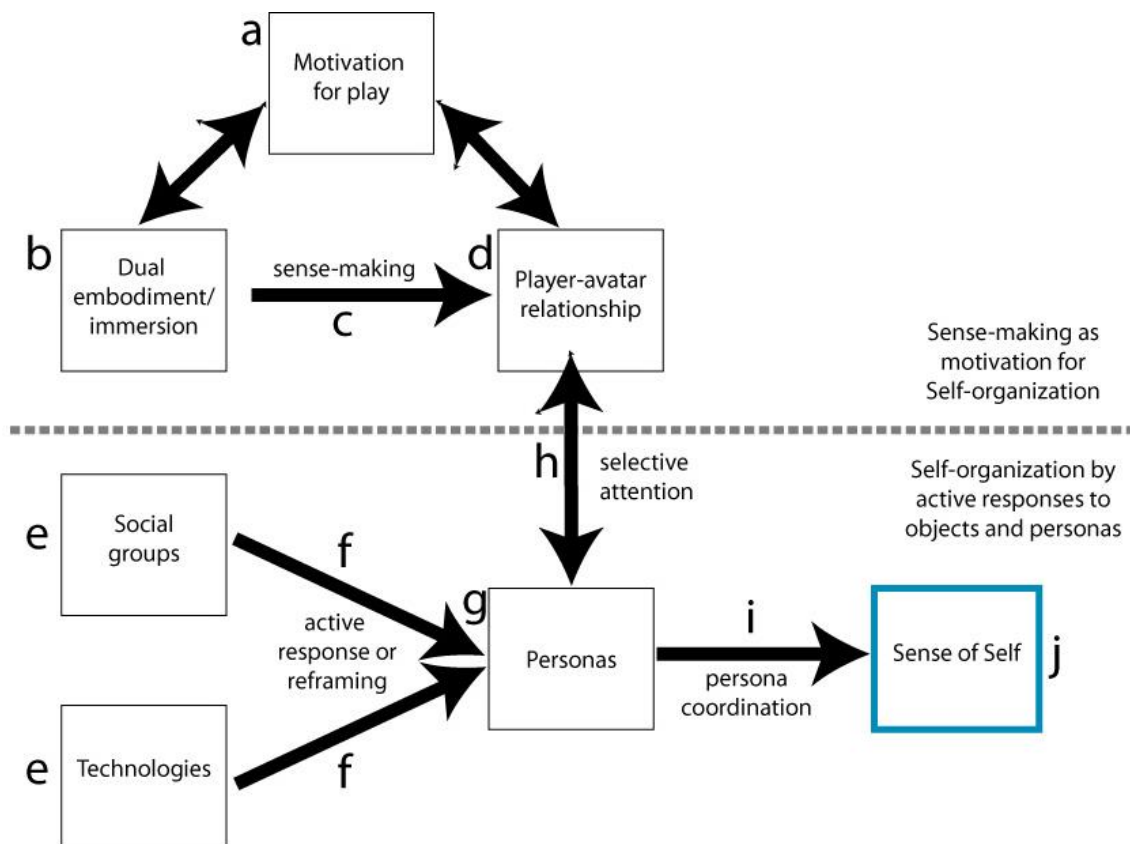 a
Motivation
for play
b
Dual
embodiment/
immersion
sense-making
c
d
Player-avatar
relationship
Sense-making as
motivation for
Self-organization
h
selective
attention
Self-organization by
active responses to
objects and personas
e
Social
groups
f
active
response or
reframing
g
Personas
i
persona
coordination
Sense of Self
j
e
Technologies
f